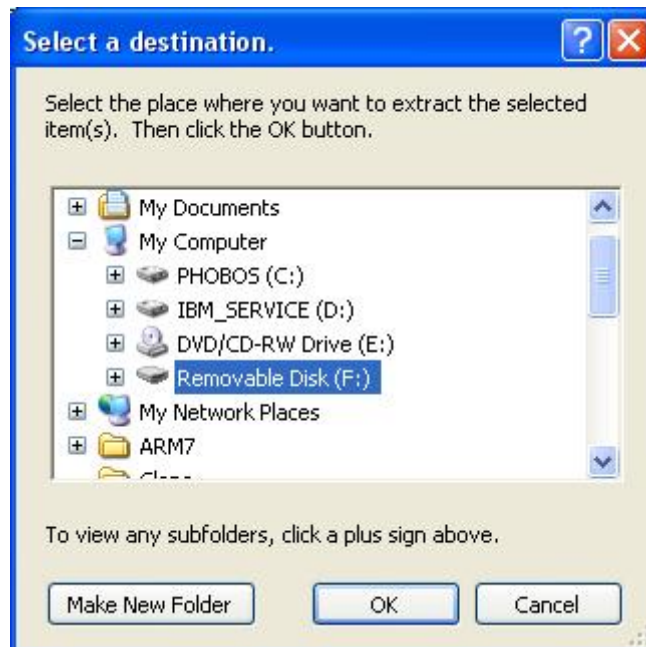 Select a destination.
Select the place where you want to extract the selected
item(s). Then click the OK button.
My Documents
My Computer
PHOBOS (C:)
IBM_SERVICE (D:)
DVD/CD-RW Drive (E:)
Removable Disk (F:)
My Network Places
ARM7
To view any subfolders, click a plus sign above.
Make New Folder OK Cancel